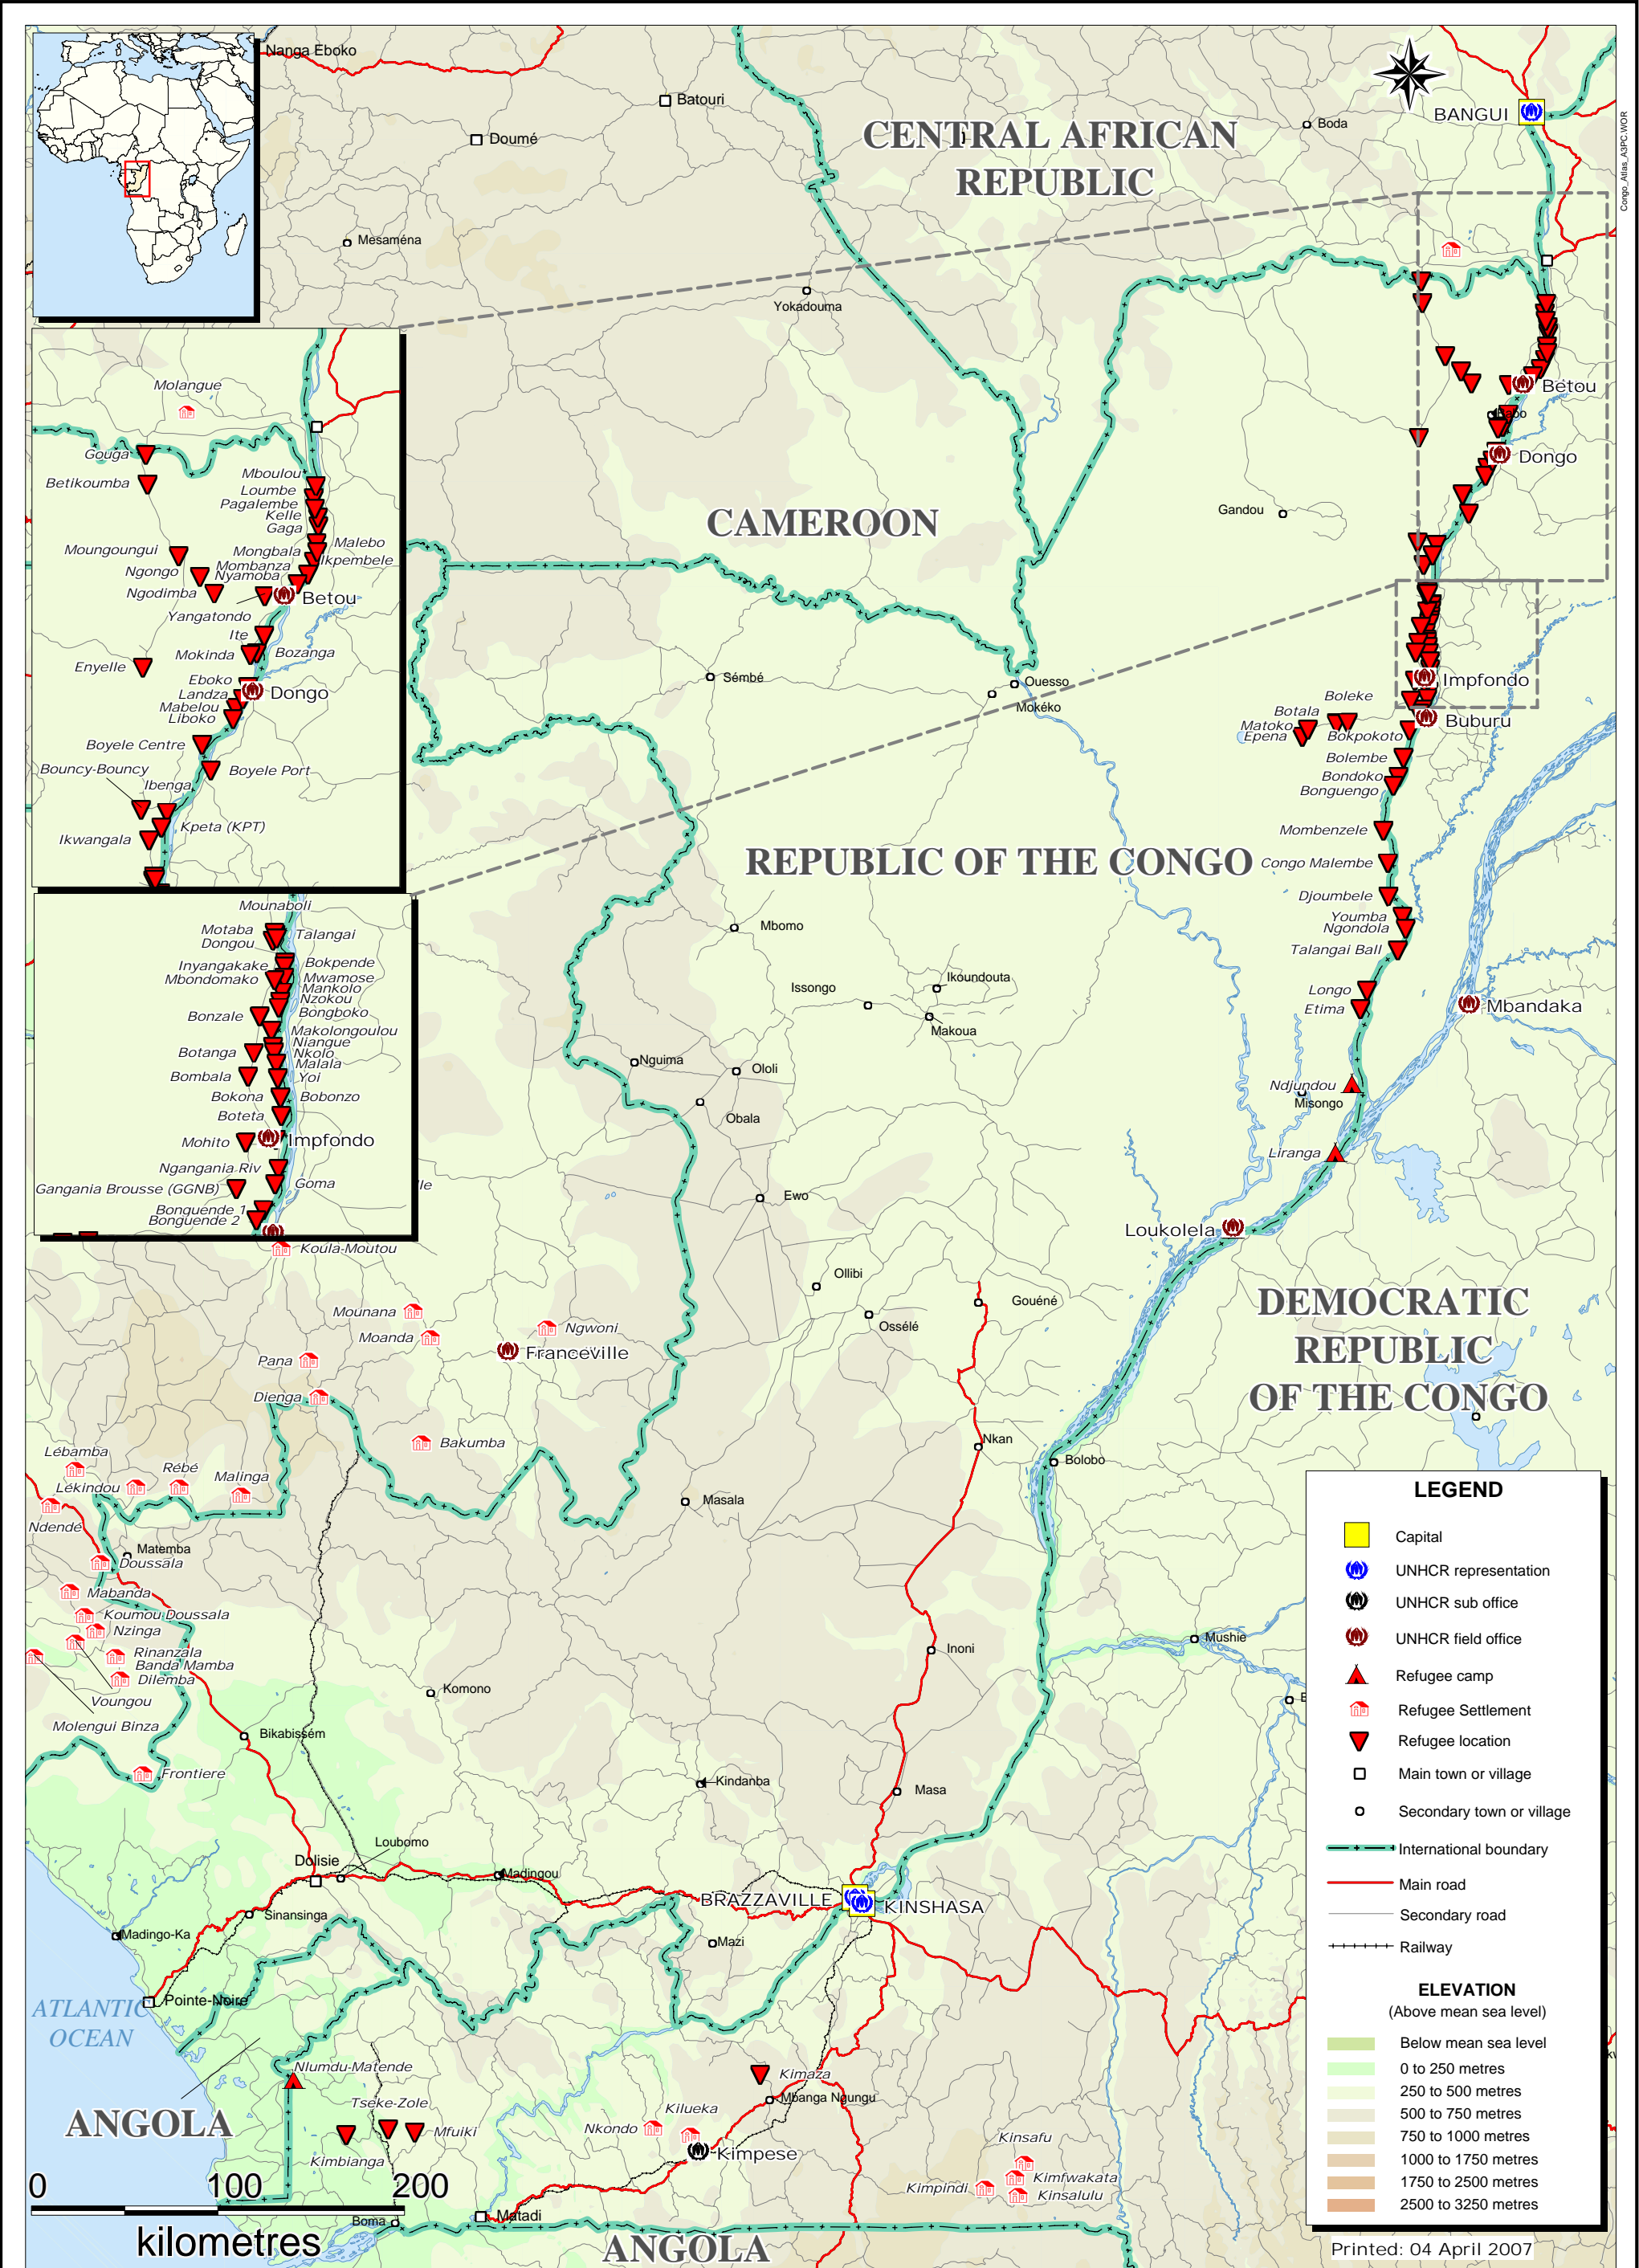 Nanga Eboko
Batouri
Doumé
CENTRAL AFRICAN
REPUBLIC
Boda
BANGUI
Congo_Atlas_A3PC.WOR
Mesaména
Yokadouma
Molangue
Gouga
Betikoumba
Mboulou
Loumbe
Pagalembe
Kelle
Gaga
Malebo
Moungoungui
Mongbala
Ikpembele
Mombanza
Ngongo
Nyamoba
Ngodimba
Betou
Yangatondo
Ite
Mokinda
Bozanga
Enyelle
Eboko
Landza
Dongo
Mabelou
Liboko
Boyele Centre
Bouncy-Bouncy
Boyele Port
Ibenga
Kpeta (KPT)
Ikwangala
Betou
Dongo
CAMEROON
Gandou
Sémbé
Ouesso
Mokéko
Impfondo
Boleke
Botala
Buburu
Matoko
Epena
Bokpokoto
Bolembe
Bondoko
Bonguengo
Mombenzele
REPUBLIC OF THE CONGO
Congo Malembe
Djoumbele
Youmba
Ngondola
Talangai Ball
Mounaboli
Motaba
Talangai
Dongou
Inyangakake
Bokpende
Mbondomako
Mwamose
Mankolo
Nzokou
Bonzale
Bongboko
Makolongoulou
Niangue
Botanga
Nkolo
Malala
Bombala
Yoi
Bokona
Bobonzo
Boteta
Mohito
Impfondo
Ngangania Riv
Gangania Brousse (GGNB)
Goma
Bonguende 1
Bonguende 2
Mbomo
Issongo
Ikoundouta
Makoua
Longo
Etima
Mbandaka
Nguima
Ololi
Obala
Ndjundou
Misongo
Liranga
Ewo
Loukolela
Koula-Moutou
Ollibi
Gouéné
Mounana
Moanda
Ngwoni
Franceville
Ossélé
DEMOCRATIC
REPUBLIC
OF THE CONGO
Pana
Dienga
Bakumba
Nkan
Bolobo
Lébamba
Rébé
Malinga
Lékindou
Ndendé
Masala
Matemba
Doussala
Mabanda
Koumou Doussala
Nzinga
Rinanzala
Banda Mamba
Dilemba
Voungou
Molengui Binza
Inoni
Mushie
Komono
Bikabissém
Frontiere
Kindanba
Masa
Loubomo
Dolisie
Madingou
BRAZZAVILLE
KINSHASA
Sinansinga
Madingo-Ka
Mazi
Pointe-Noire
ATLANTIC
OCEAN
Nlumdu-Matende
Kimaza
Mbanga Ngungu
Tseke-Zole
Kilueka
ANGOLA
Mfuiki
Nkondo
Kimbianga
Kimpese
Kinsafu
Kimfwakata
Kimpindi
Kinsalulu
0 100 200
kilometres
Boma
Matadi
ANGOLA
LEGEND
Capital
UNHCR representation
UNHCR sub office
UNHCR field office
Refugee camp
Refugee Settlement
Refugee location
Main town or village
Secondary town or village
International boundary
Main road
Secondary road
Railway
ELEVATION
(Above mean sea level)
Below mean sea level
0 to 250 metres
250 to 500 metres
500 to 750 metres
750 to 1000 metres
1000 to 1750 metres
1750 to 2500 metres
2500 to 3250 metres
Printed: 04 April 2007